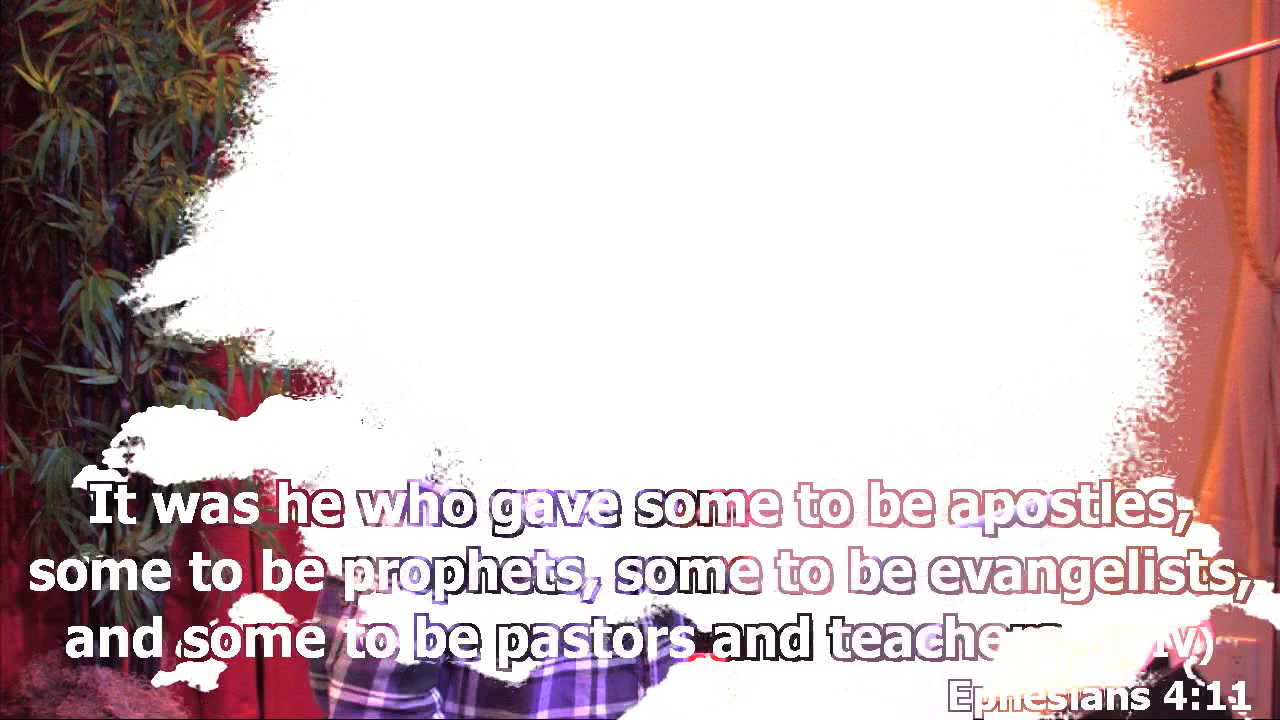 It was he who gave some to be apostles,
some to be prophets, some to be evangelists,
and some to be pastors and teachers
Ephesians 4:11